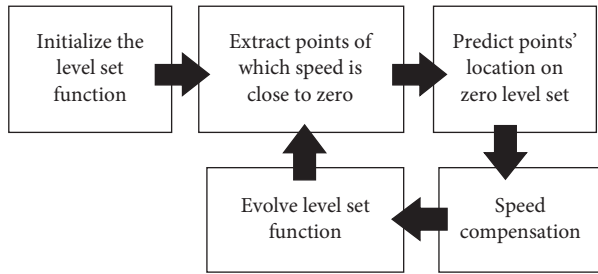 Initialize the
level set
function
Extract points of
which speed is
close to zero
Predict points’
location on
zero level set
Evolve level set
function
Speed
compensation